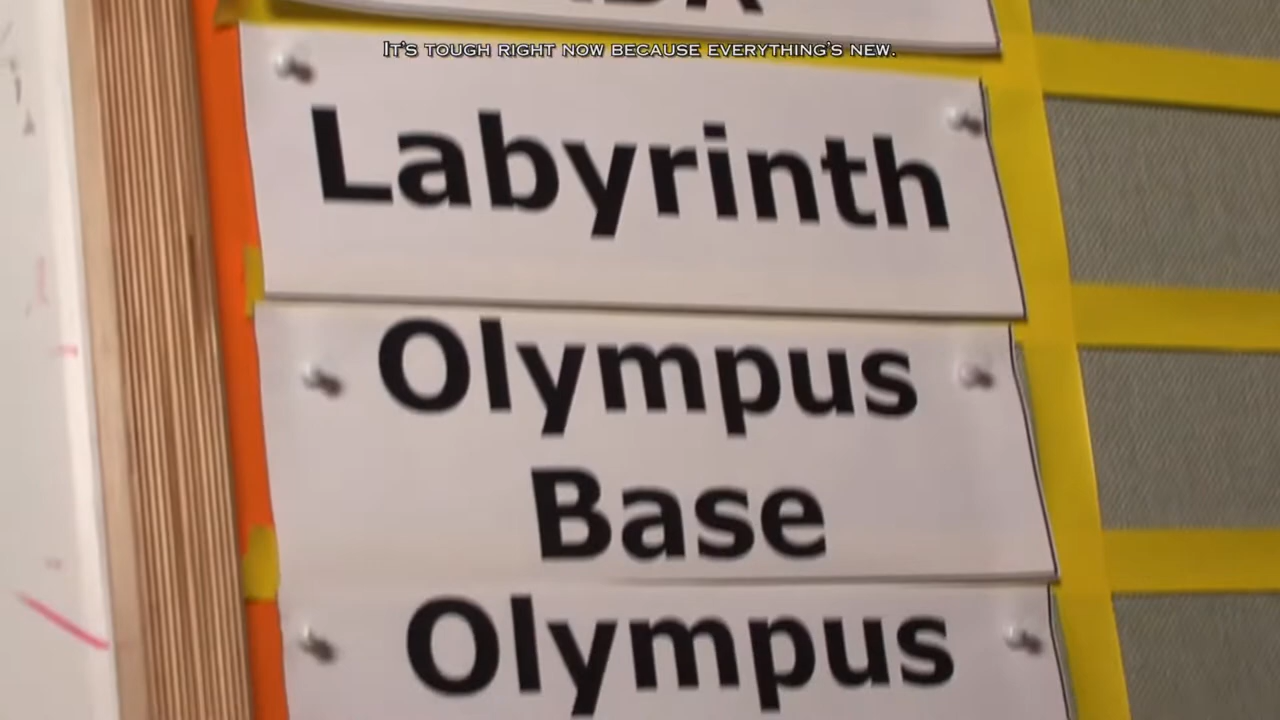 It's tough right now because everything's new.
Labyrinth
Olympus
Base
Olympus